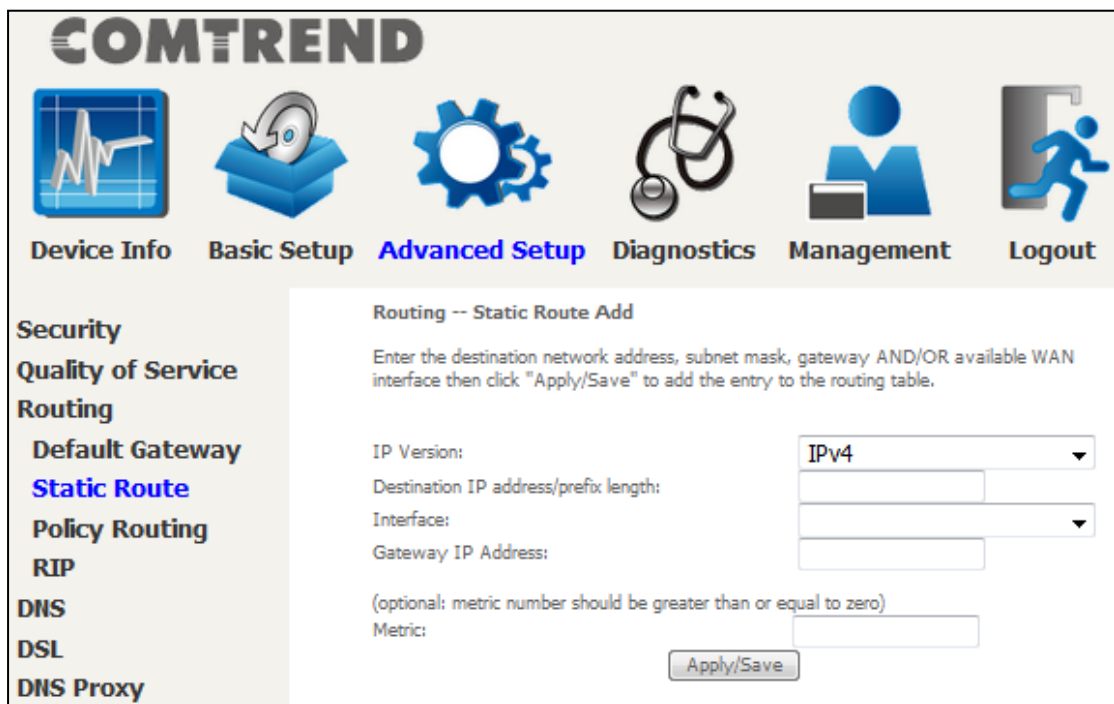 COMTREND
Device Info
Basic Setup
Advanced Setup
Diagnostics
Management
Logout
Security
Quality of Service
Routing
Default Gateway
Static Route
Policy Routing
RIP
DNS
DSL
DNS Proxy
Routing -- Static Route Add
Enter the destination network address, subnet mask, gateway AND/OR available WAN
interface then click "Apply/Save" to add the entry to the routing table.
IP Version: IPv4
Destination IP address/prefix length:
Interface:
Gateway IP Address:
(optional: metric number should be greater than or equal to zero)
Metric:
Apply/Save